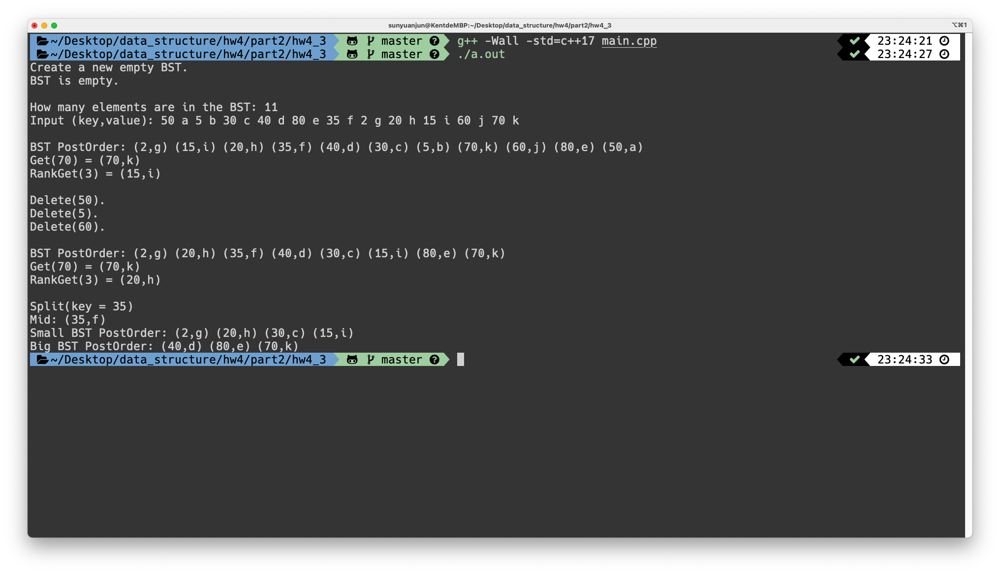 sunyuanjun@KentdeMBP:~/Desktop/data_structure/hw4/part2/hw4_3 ⌥⌘1
~/Desktop/data_structure/hw4/part2/hw4_3 master ? g++ -Wall -std=c++17 main.cpp ✔ 23:24:21
~/Desktop/data_structure/hw4/part2/hw4_3 master ? ./a.out ✔ 23:24:27
Create a new empty BST.
BST is empty.
How many elements are in the BST: 11
Input (key,value): 50 a 5 b 30 c 40 d 80 e 35 f 2 g 20 h 15 i 60 j 70 k
BST PostOrder: (2,g) (15,i) (20,h) (35,f) (40,d) (30,c) (5,b) (70,k) (60,j) (80,e) (50,a)
Get(70) = (70,k)
RankGet(3) = (15,i)
Delete(50).
Delete(5).
Delete(60).
BST PostOrder: (2,g) (20,h) (35,f) (40,d) (30,c) (15,i) (80,e) (70,k)
Get(70) = (70,k)
RankGet(3) = (20,h)
Split(key = 35)
Mid: (35,f)
Small BST PostOrder: (2,g) (20,h) (30,c) (15,i)
Big BST PostOrder: (40,d) (80,e) (70,k)
~/Desktop/data_structure/hw4/part2/hw4_3 master ? ✔ 23:24:33